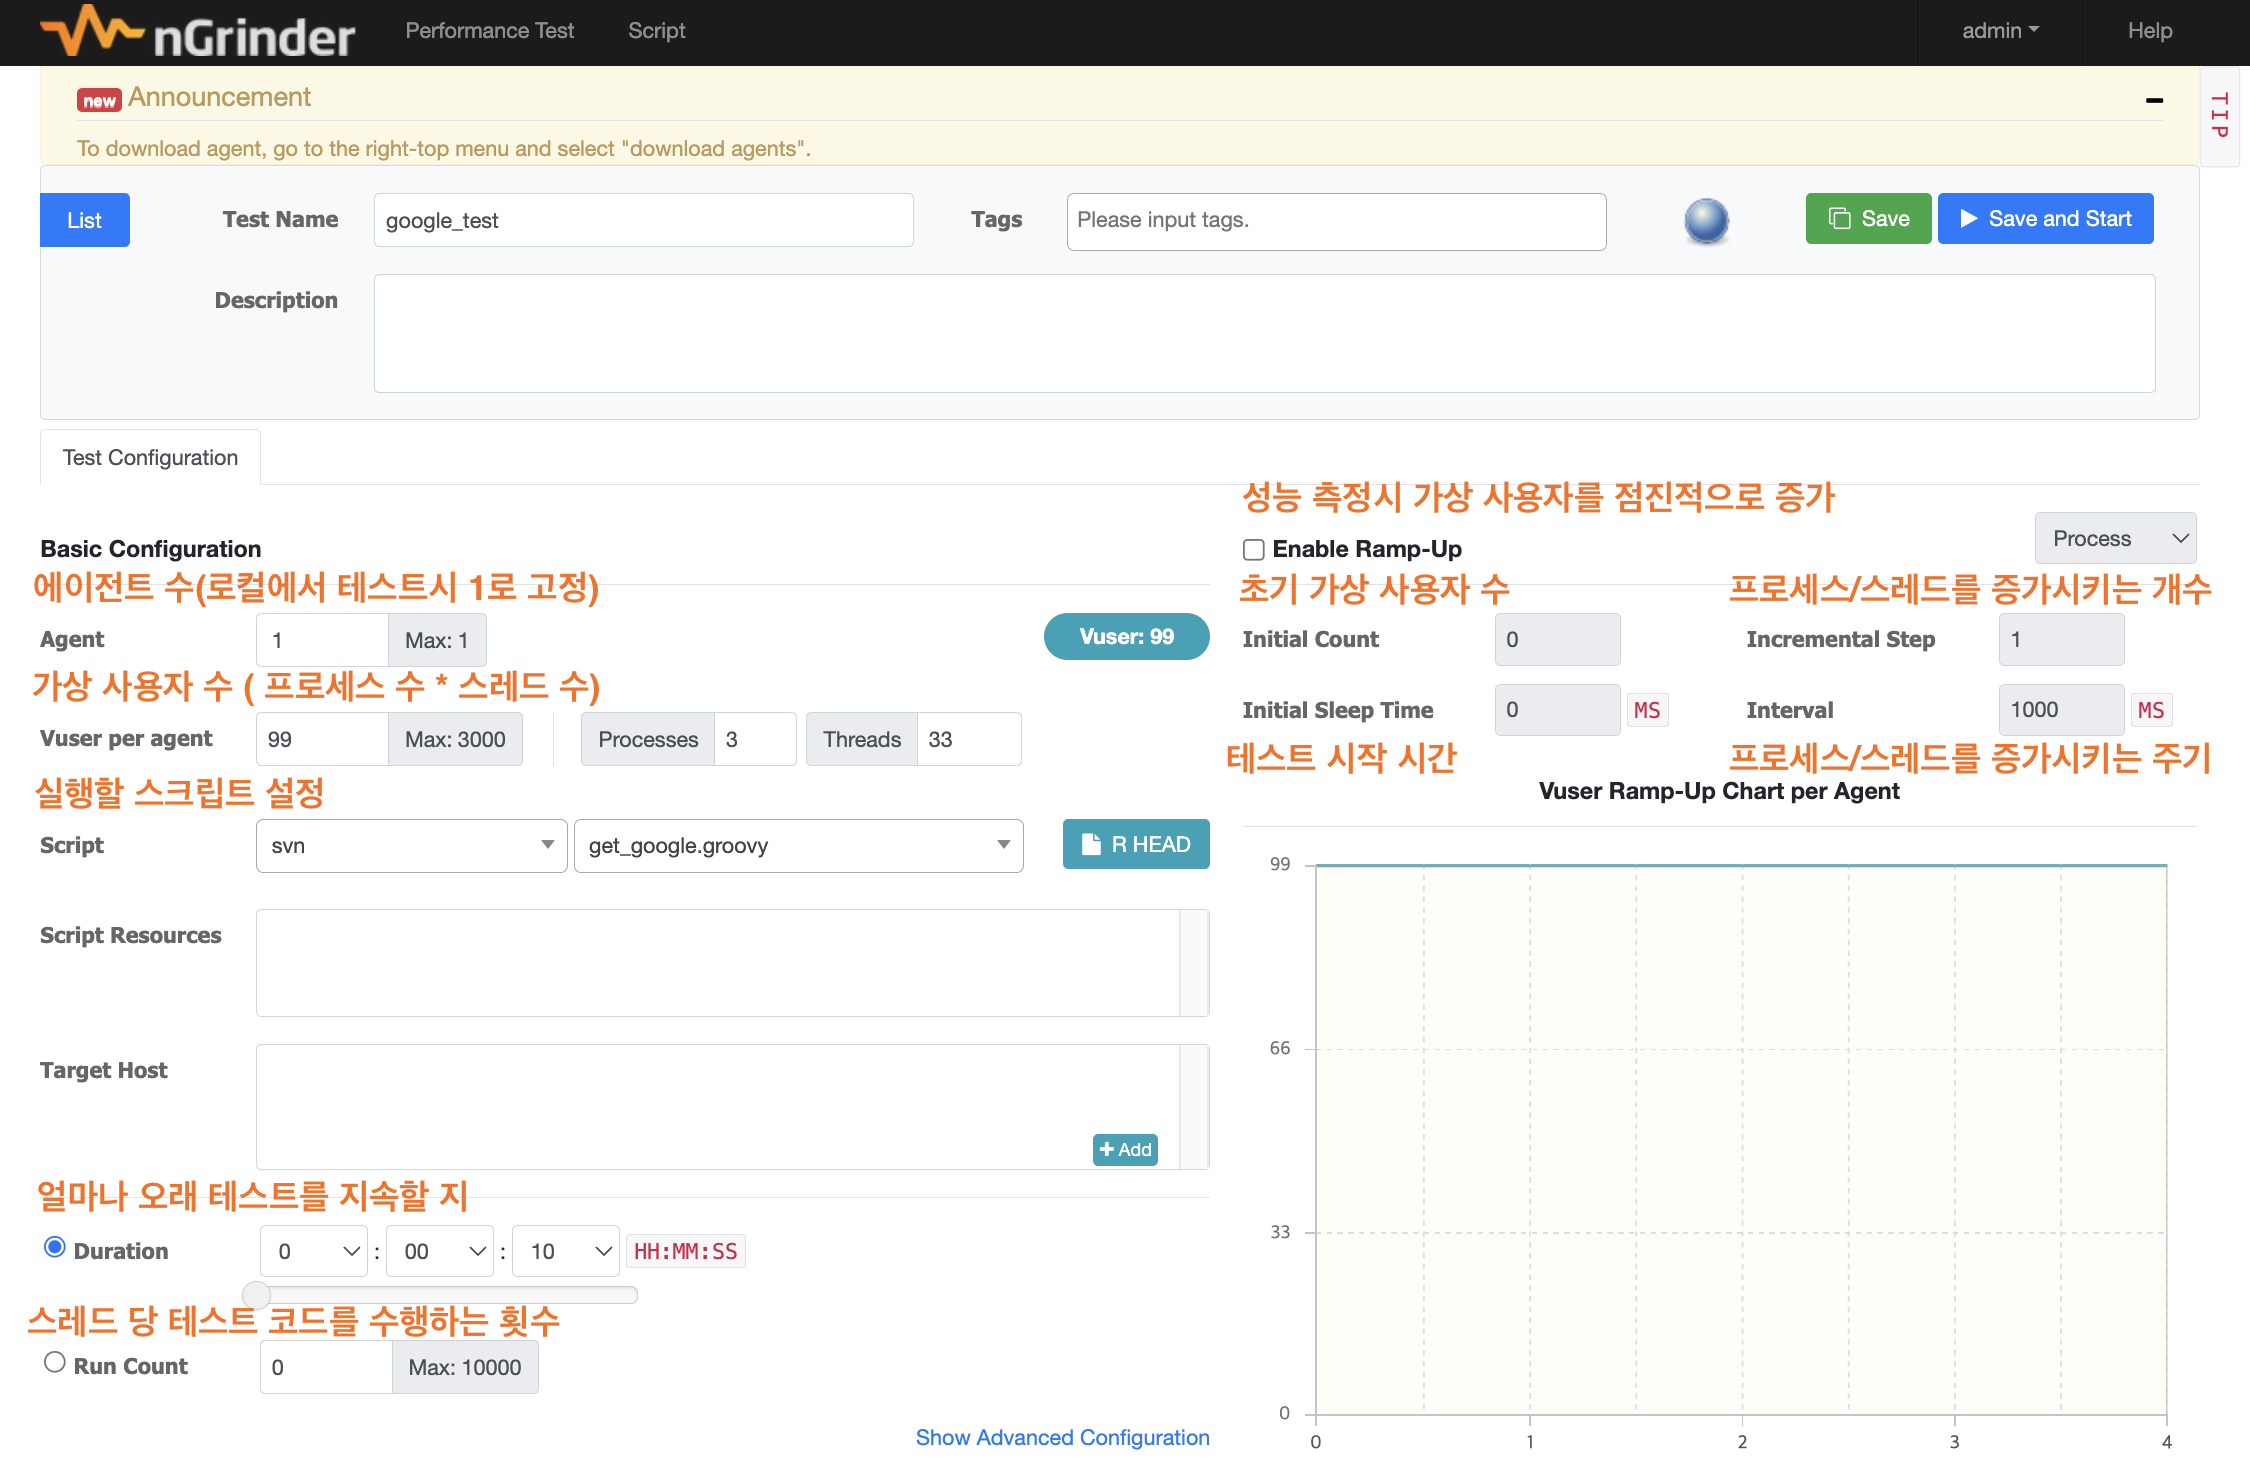 nGrinder Performance Test Script admin Help
new Announcement
To download agent, go to the right-top menu and select "download agents".
TIP
List Test Name google_test Tags Please input tags. Save Save and Start
Description
Test Configuration
성능 측정시 가상 사용자를 점진적으로 증가
Basic Configuration
Enable Ramp-Up Process
에이전트 수(로컬에서 테스트시 1로 고정)
초기 가상 사용자 수 프로세스/스레드를 증가시키는 개수
Agent 1 Max: 1 Vuser: 99
Initial Count 0 Incremental Step 1
가상 사용자 수 ( 프로세스 수 * 스레드 수)
Initial Sleep Time 0 MS Interval 1000 MS
Vuser per agent 99 Max: 3000 Processes 3 Threads 33
테스트 시작 시간 프로세스/스레드를 증가시키는 주기
실행할 스크립트 설정
Vuser Ramp-Up Chart per Agent
Script svn get_google.groovy R HEAD
Script Resources
Target Host
+ Add
얼마나 오래 테스트를 지속할 지
Duration 0 : 00 : 10 HH:MM:SS
스레드 당 테스트 코드를 수행하는 횟수
Run Count 0 Max: 10000
Show Advanced Configuration
99
66
33
0
0 1 2 3 4